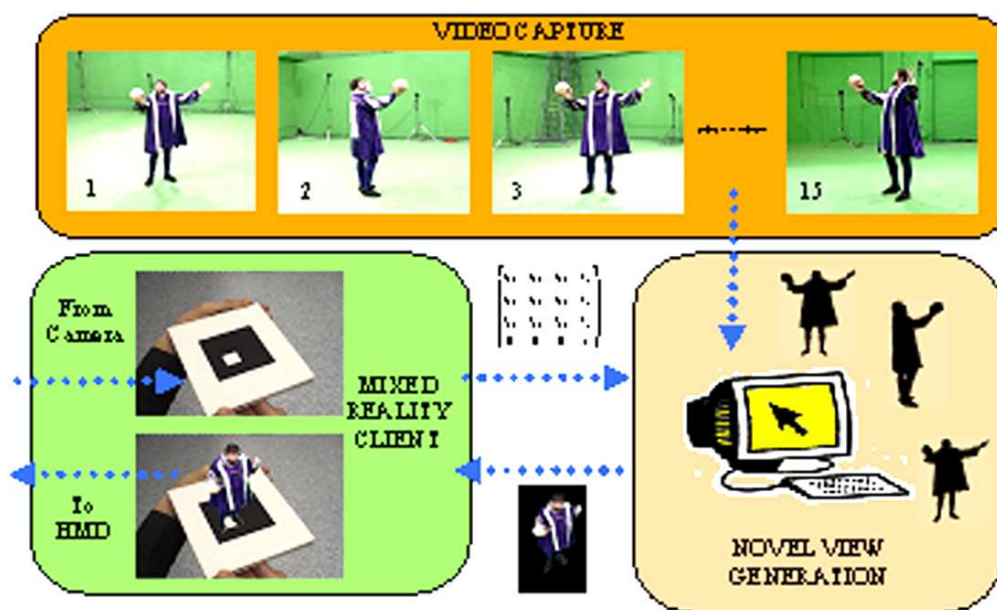 VIDEO CAPTURE
1
2
3
15
From
Camera
MIXED
REALITY
CLIENT
To
HMD
NOVEL VIEW
GENERATION